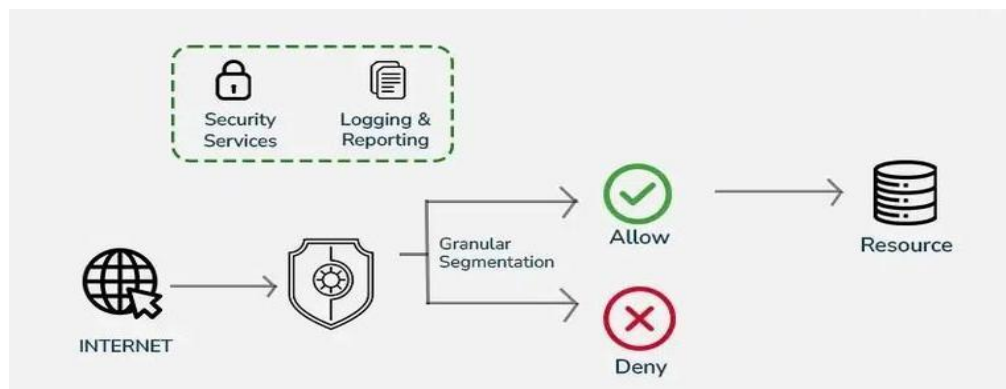 Security
Services
Logging &
Reporting
Granular
Segmentation
Allow
Resource
INTERNET
Deny